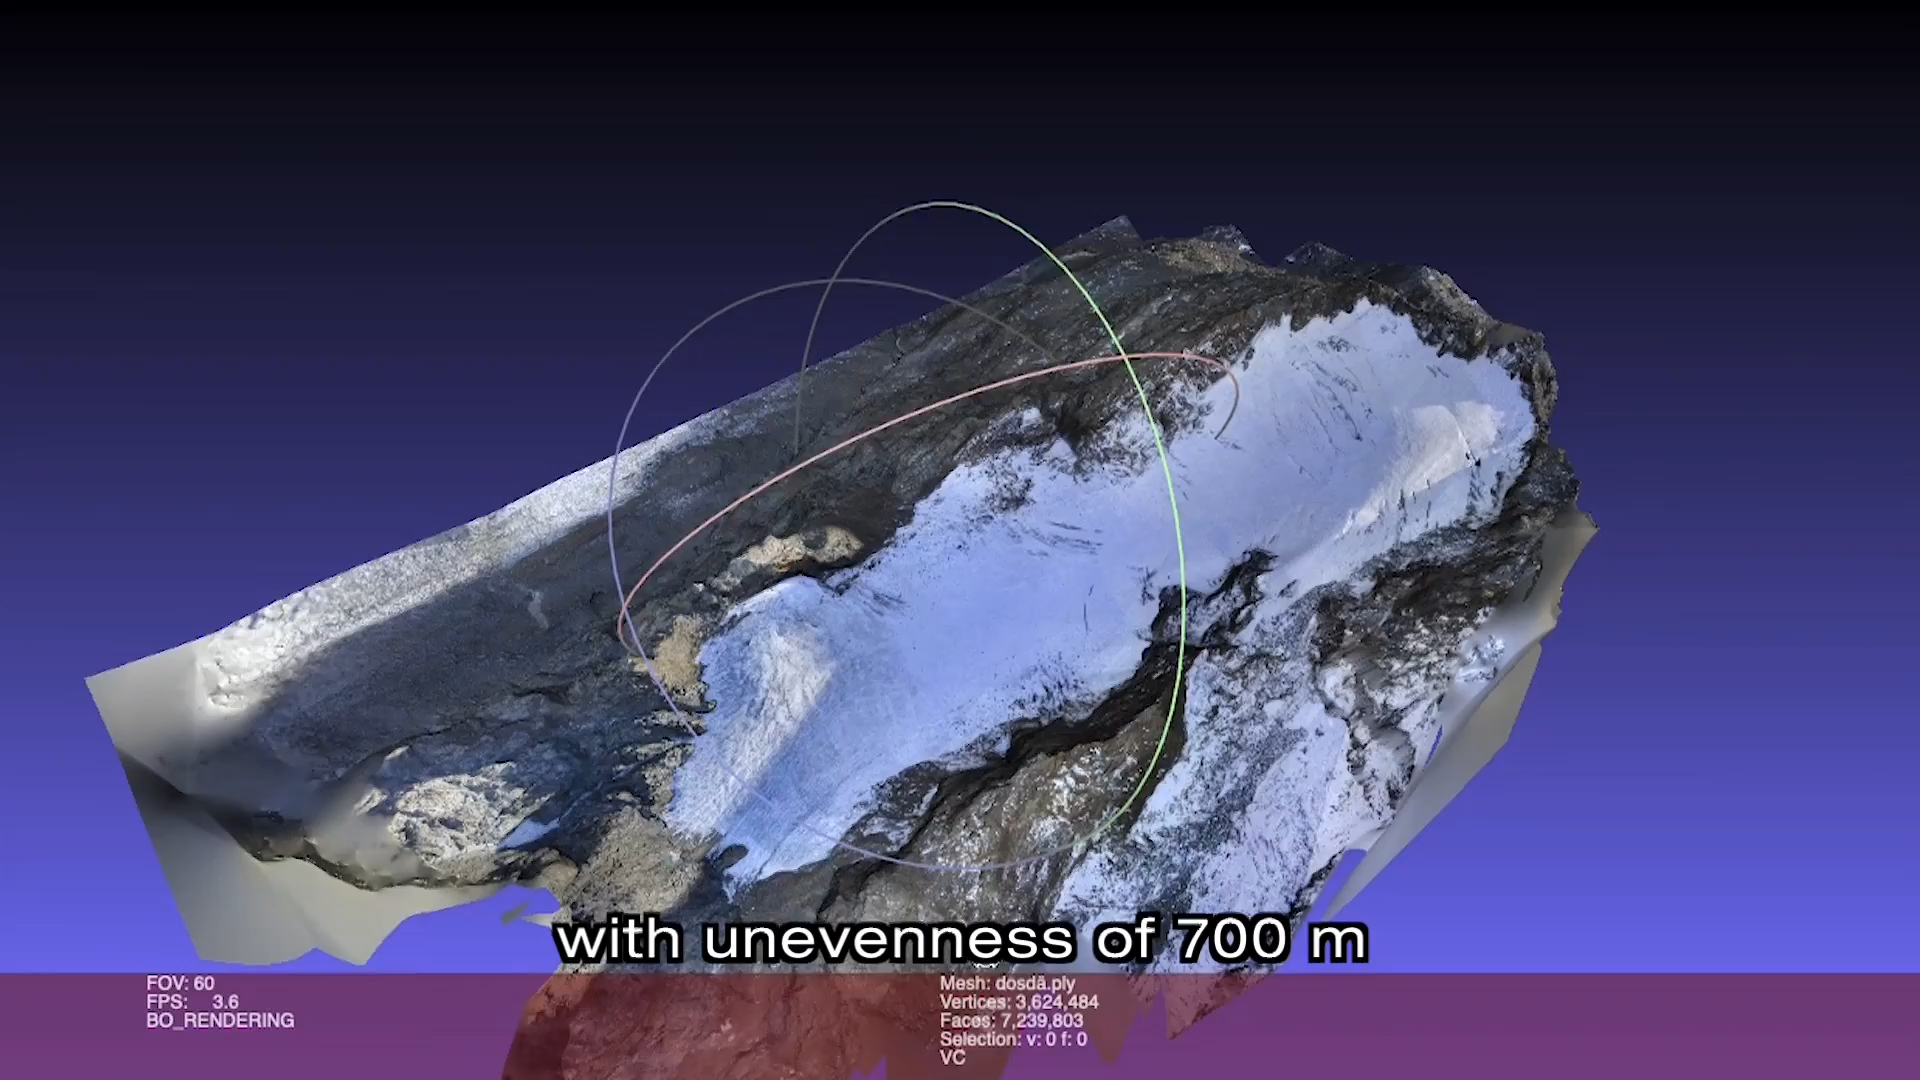 with unevenness of 700 m
FOV: 60
FPS: 3.6
BO_RENDERING
Mesh: dosdä.ply
Vertices: 3,624,484
Faces: 7,239,803
Selection: v: 0 f: 0
VC